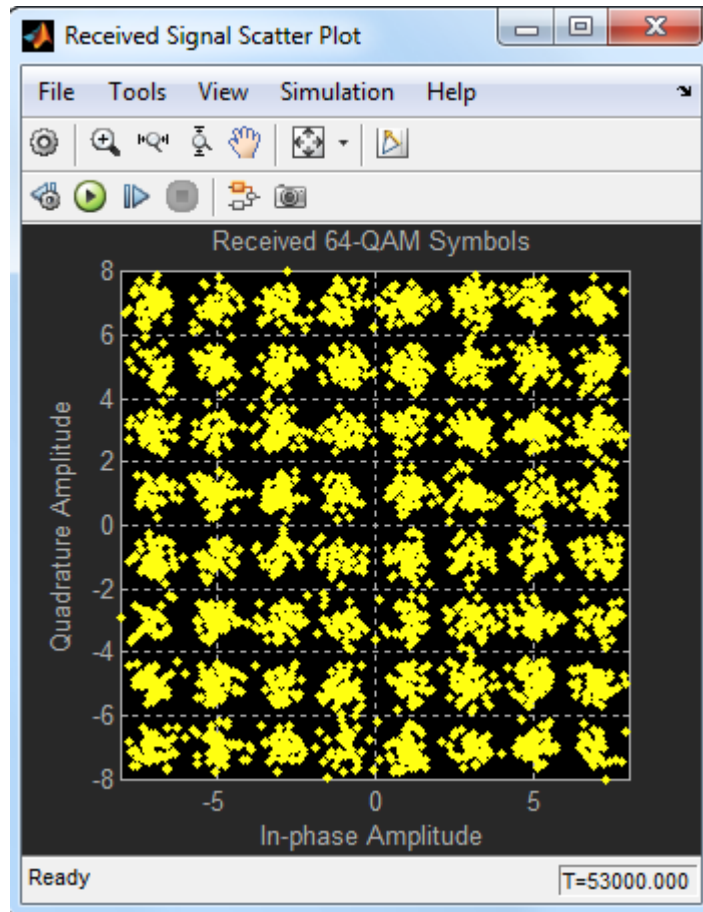 Received Signal Scatter Plot
File Tools View Simulation Help
Received 64-QAM Symbols
8
6
4
2
0
-2
-4
-6
-8
Quadrature Amplitude
-5 0 5
In-phase Amplitude
Ready T=53000.000